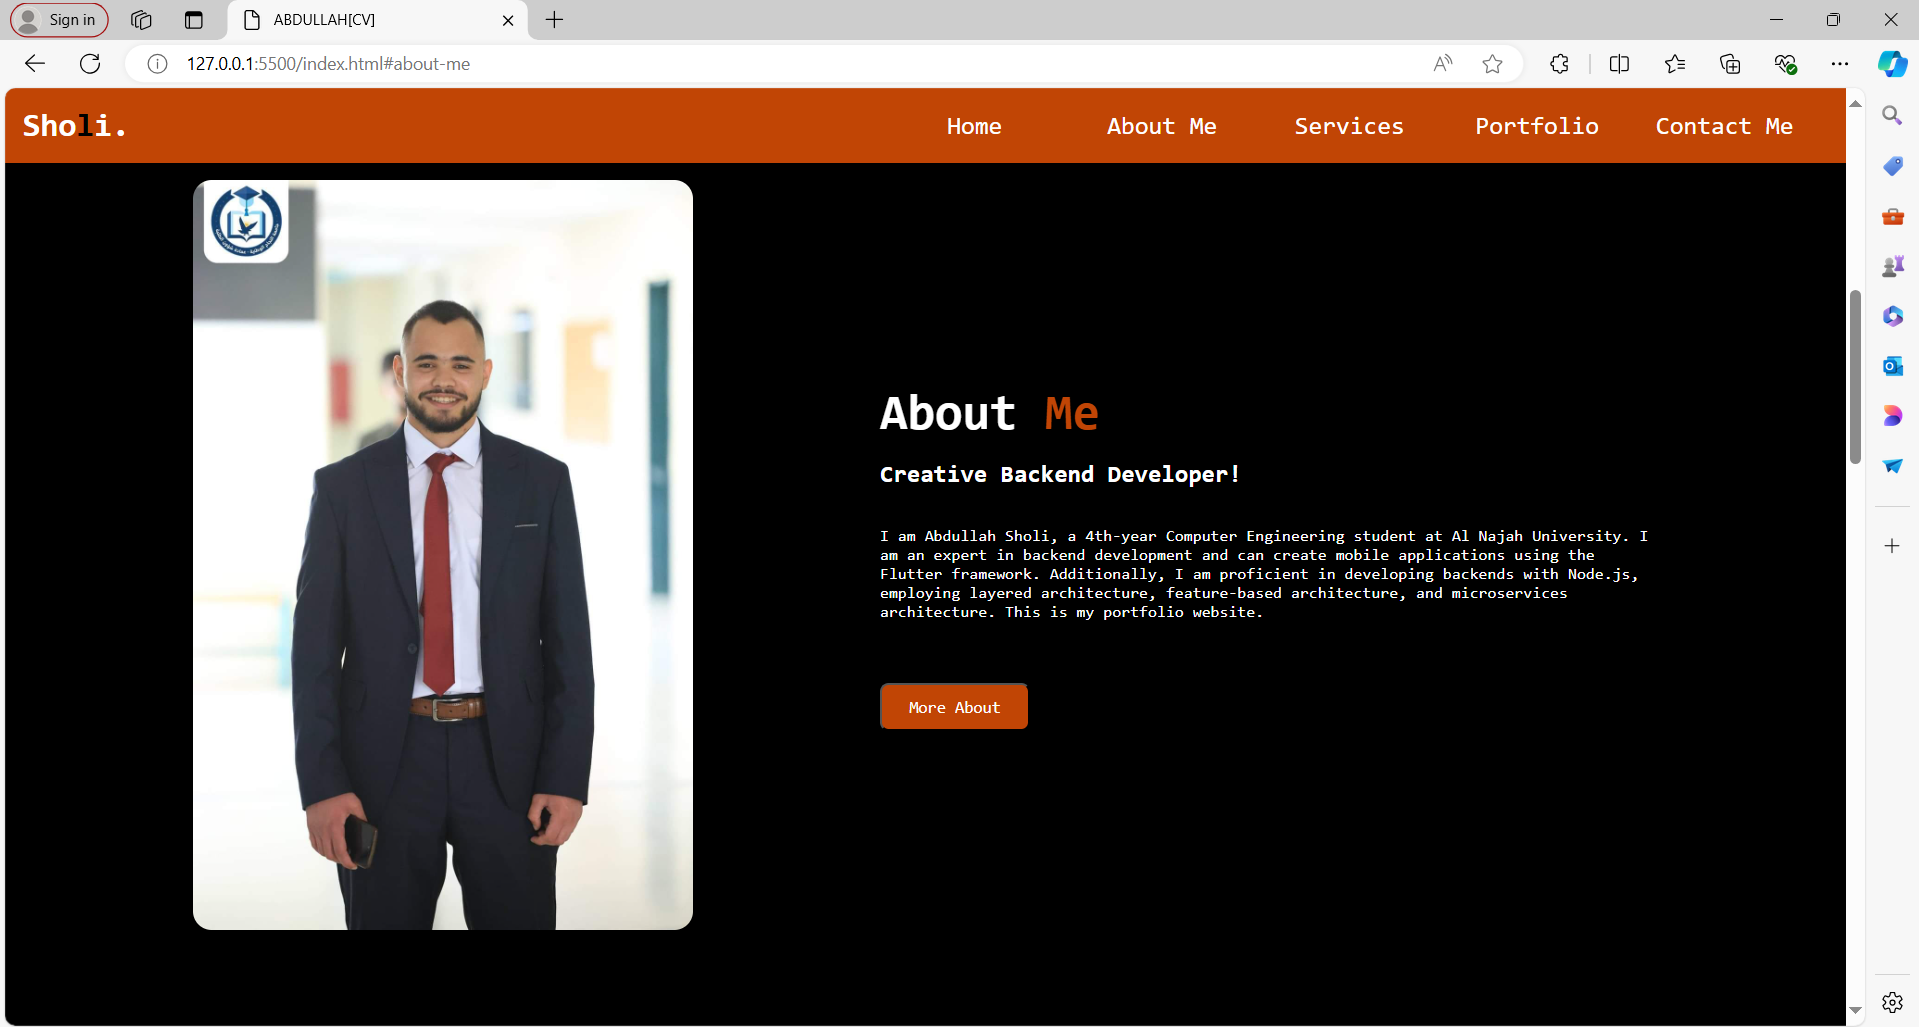 Sign in
ABDULLAH[CV]
127.0.0.1:5500/index.html#about-me
Sholi.
Home
About Me
Services
Portfolio
Contact Me
About Me
Creative Backend Developer!
I am Abdullah Sholi, a 4th-year Computer Engineering student at Al Najah University. I
am an expert in backend development and can create mobile applications using the
Flutter framework. Additionally, I am proficient in developing backends with Node.js,
employing layered architecture, feature-based architecture, and microservices
architecture. This is my portfolio website.
More About